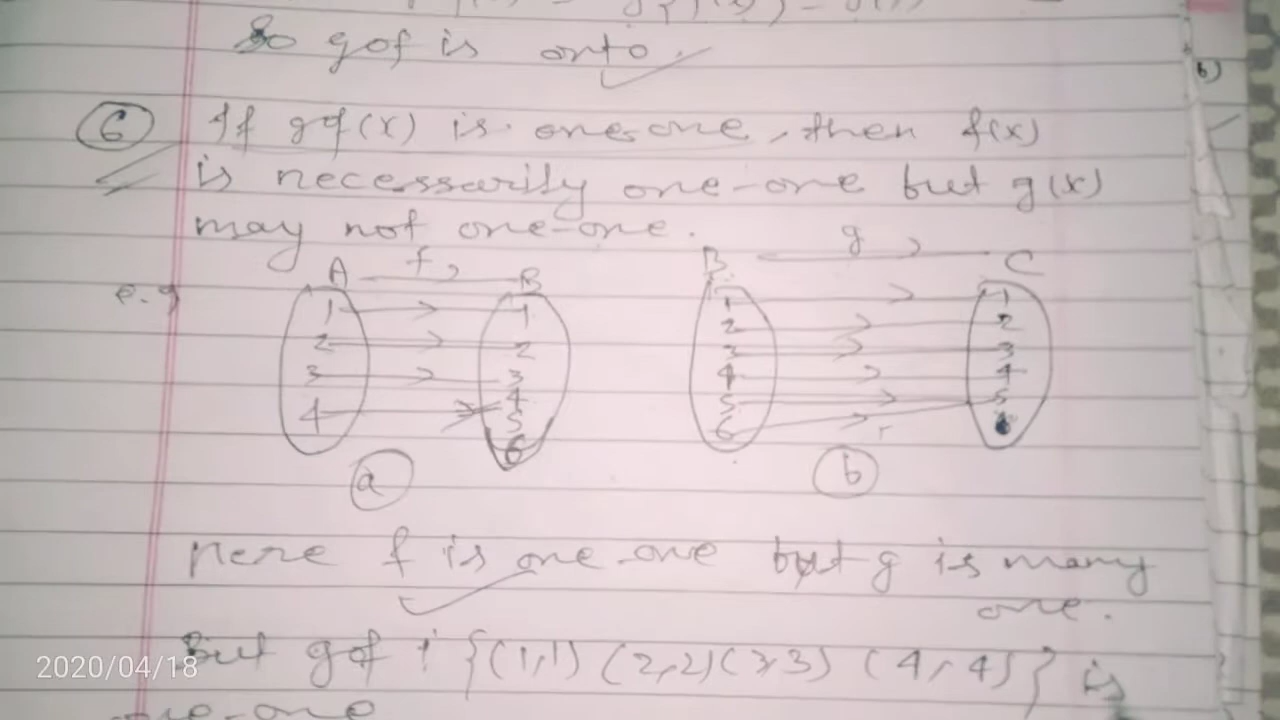 So gof is onto.
6 If gof(x) is one-one, then f(x)
is necessarily one-one but g(x)
may not one-one.
e.g A f B B g C
1 1 1 1
2 2 2 2
3 3 3 3
4 4 4 4
5 5 5
6 6 6
a b
Here f is one-one but g is many
one.
But gof : {(1,1) (2,2) (3,3) (4,4)} is
one-one
b)
2020/04/18